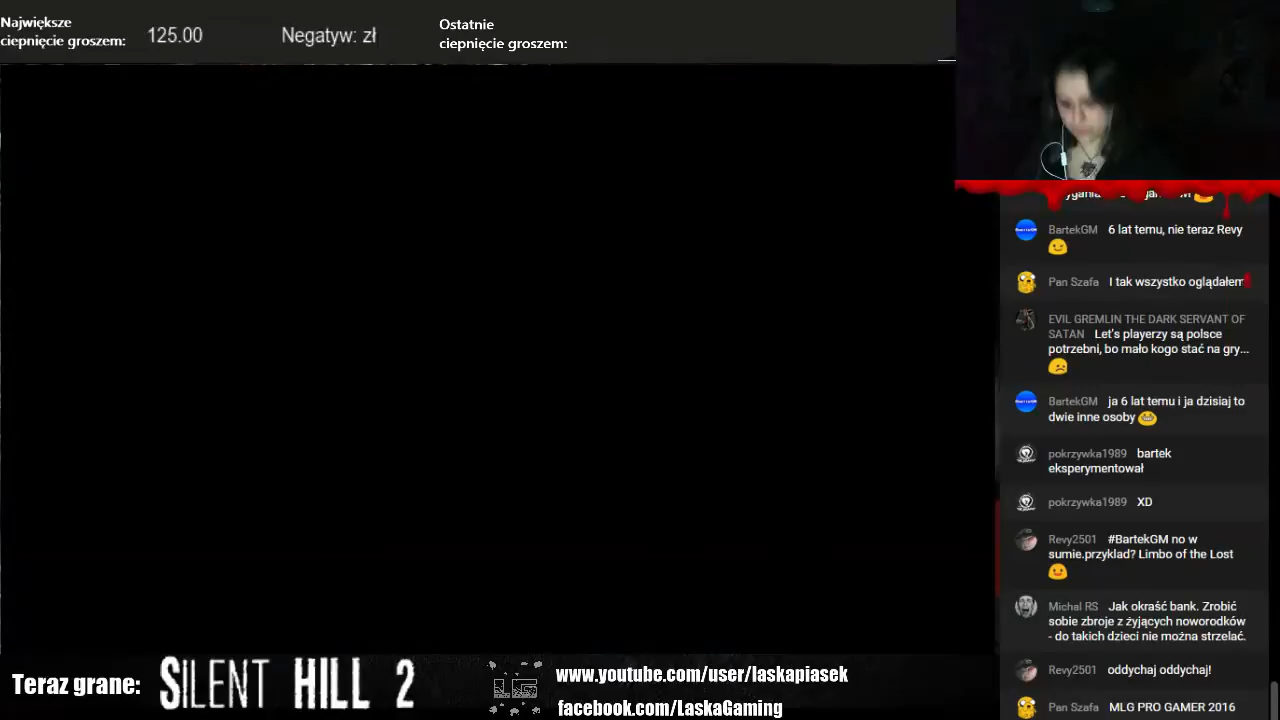 Największe
ciepnięcie groszem:
125.00
Negatyw: zł
Ostatnie
ciepnięcie groszem:
BartekGM 6 lat temu, nie teraz Revy
Pan Szafa I tak wszystko oglądałem
EVIL GREMLIN THE DARK SERVANT OF
SATAN Let's playerzy są polsce
potrzebni, bo mało kogo stać na gry...
BartekGM ja 6 lat temu i ja dzisiaj to
dwie inne osoby
pokrzywka1989 bartek
eksperymentował
pokrzywka1989 XD
Revy2501 #BartekGM no w
sumie.przyklad? Limbo of the Lost
Michal RS Jak okraść bank. Zrobić
sobie zbroje z żyjących noworodków
- do takich dzieci nie można strzelać.
Revy2501 oddychaj oddychaj!
Pan Szafa MLG PRO GAMER 2016
Teraz grane:
SILENT HILL 2
www.youtube.com/user/laskapiasek
facebook.com/LaskaGaming